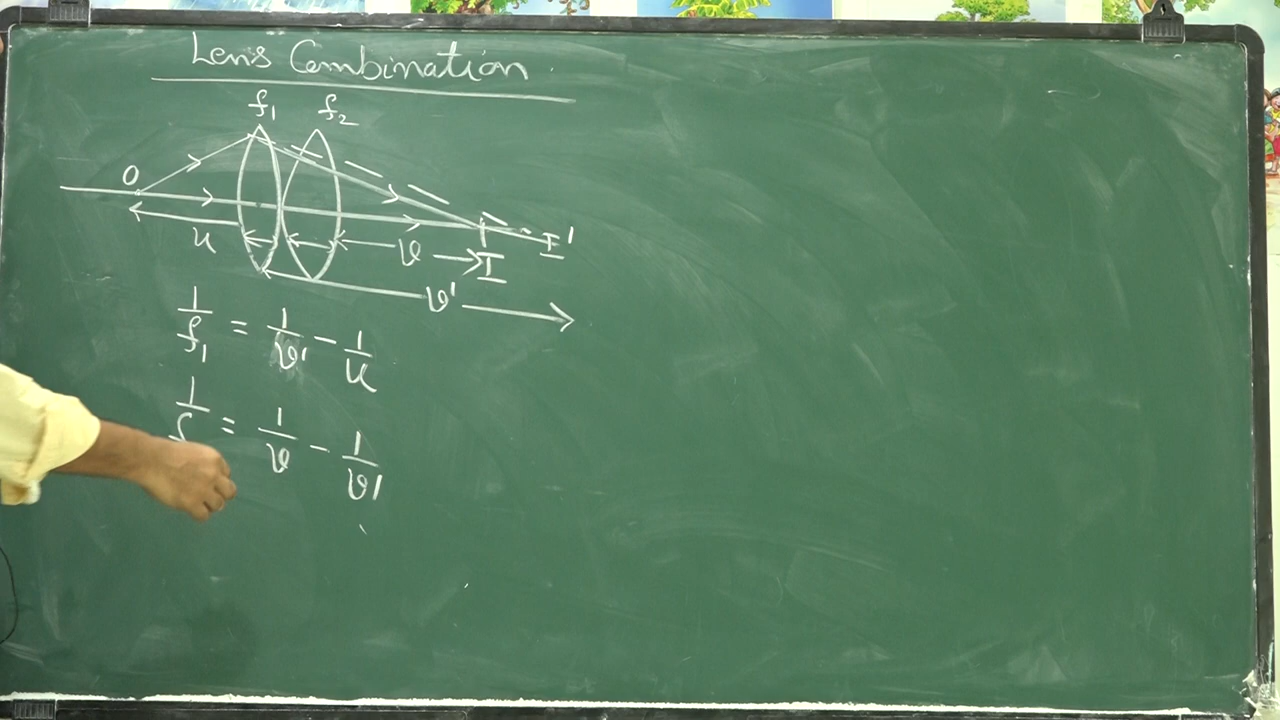 Lens Combination
f₁ f₂
O
I'
u v I
v'
1/f₁ = 1/v' - 1/u
1/f = 1/v - 1/v'